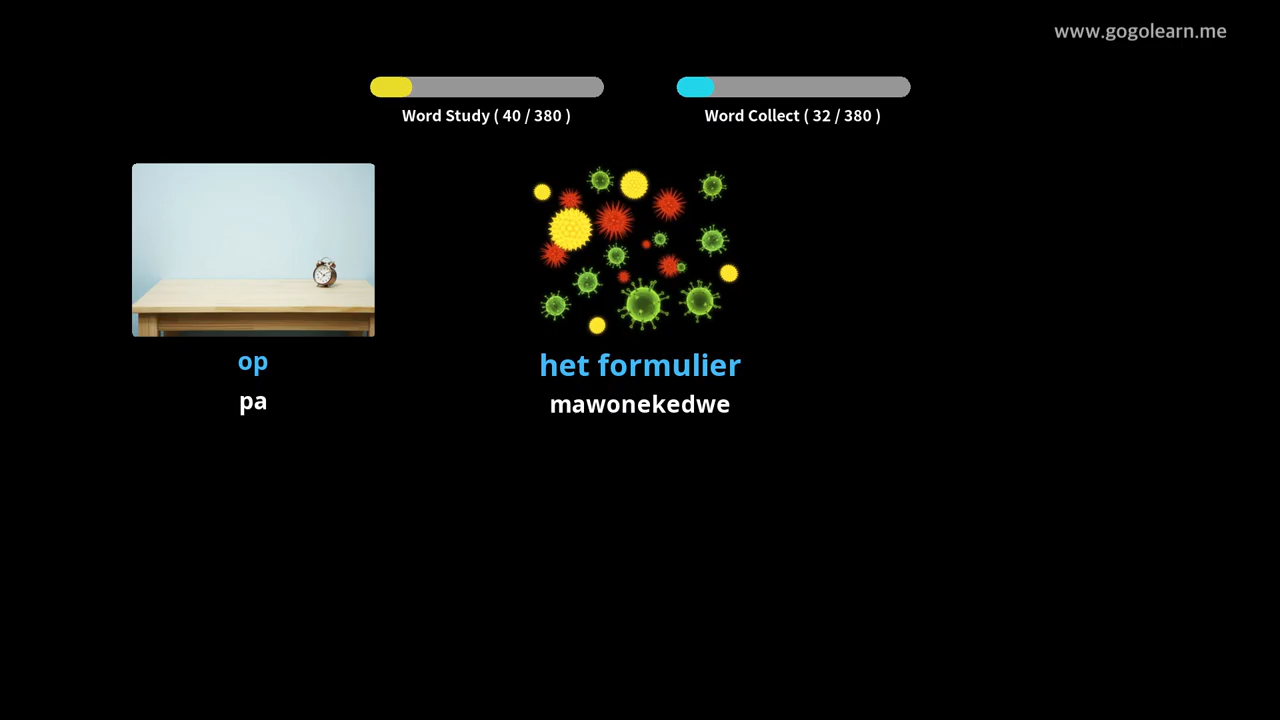 www.gogolearn.me
Word Study ( 40 / 380 )
Word Collect ( 32 / 380 )
op
pa
het formulier
mawonekedwe